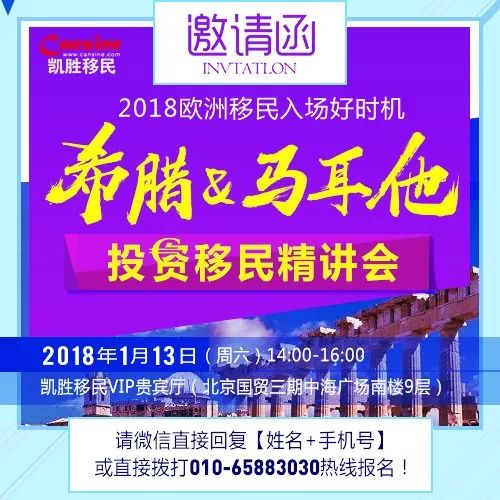 Cansine
www.cansine.com
凯胜移民
邀请函
INVTATLON
2018欧洲移民入场好时机
希腊&马耳他
投资移民精讲会
2018年1月13日（周六）14:00-16:00
凯胜移民VIP贵宾厅（北京国贸三期中海广场南楼9层）
请微信直接回复【姓名+手机号】
或直接拨打010-65883030热线报名！